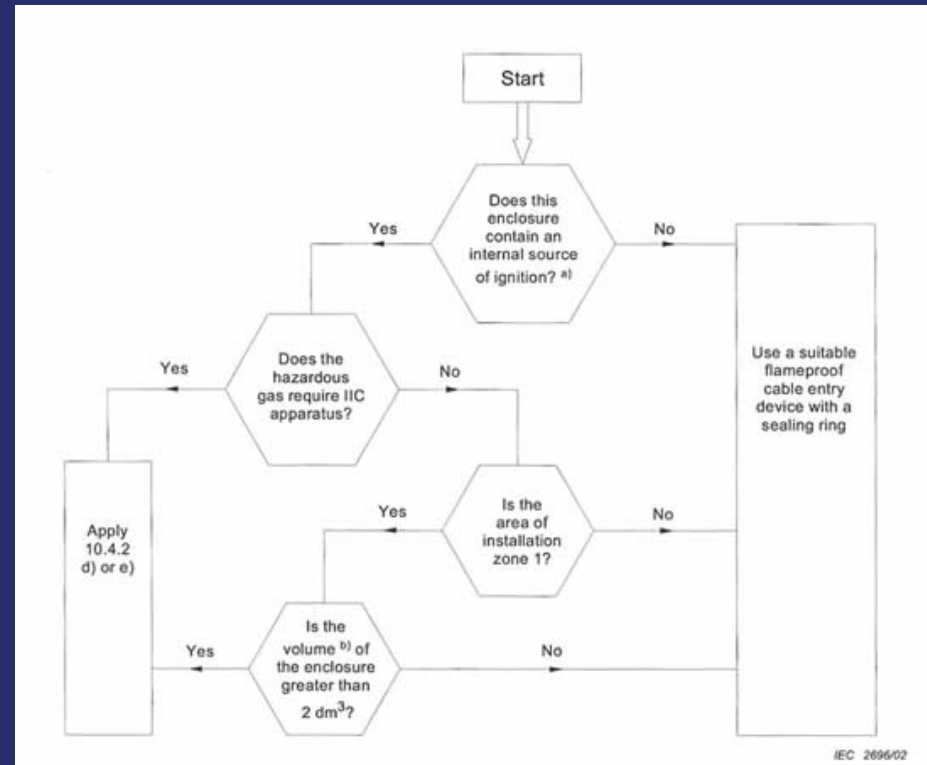 Start
Does this
enclosure
contain an
internal source
of ignition? a)
Yes
No
Does the
hazardous
gas require IIC
apparatus?
Yes
No
Use a suitable
flameproof
cable entry
device with a
sealing ring
Is the
area of
installation
zone 1?
Yes
No
Apply
10.4.2
d) or e)
Is the
volume b) of
the enclosure
greater than
2 dm³?
Yes
No
IEC 2696/02